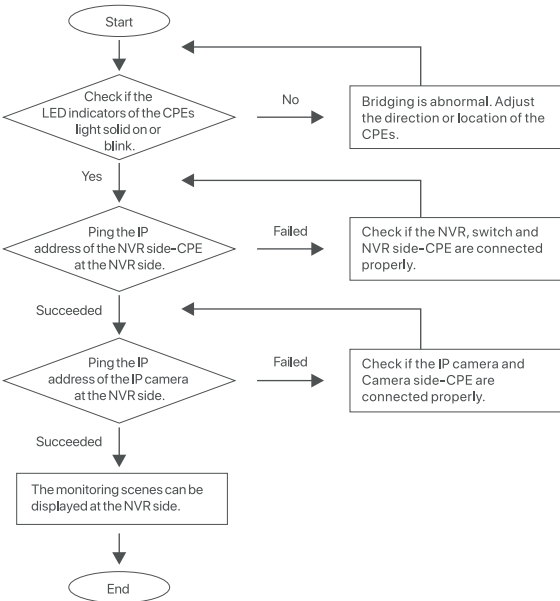 Start
Check if the
LED indicators of the CPEs
light solid on or
blink.
No
Bridging is abnormal. Adjust
the direction or location of the
CPEs.
Yes
Ping the IP
address of the NVR side-CPE
at the NVR side.
Failed
Check if the NVR, switch and
NVR side-CPE are connected
properly.
Succeeded
Ping the IP
address of the IP camera
at the NVR side.
Failed
Check if the IP camera and
Camera side-CPE are
connected properly.
Succeeded
The monitoring scenes can be
displayed at the NVR side.
End